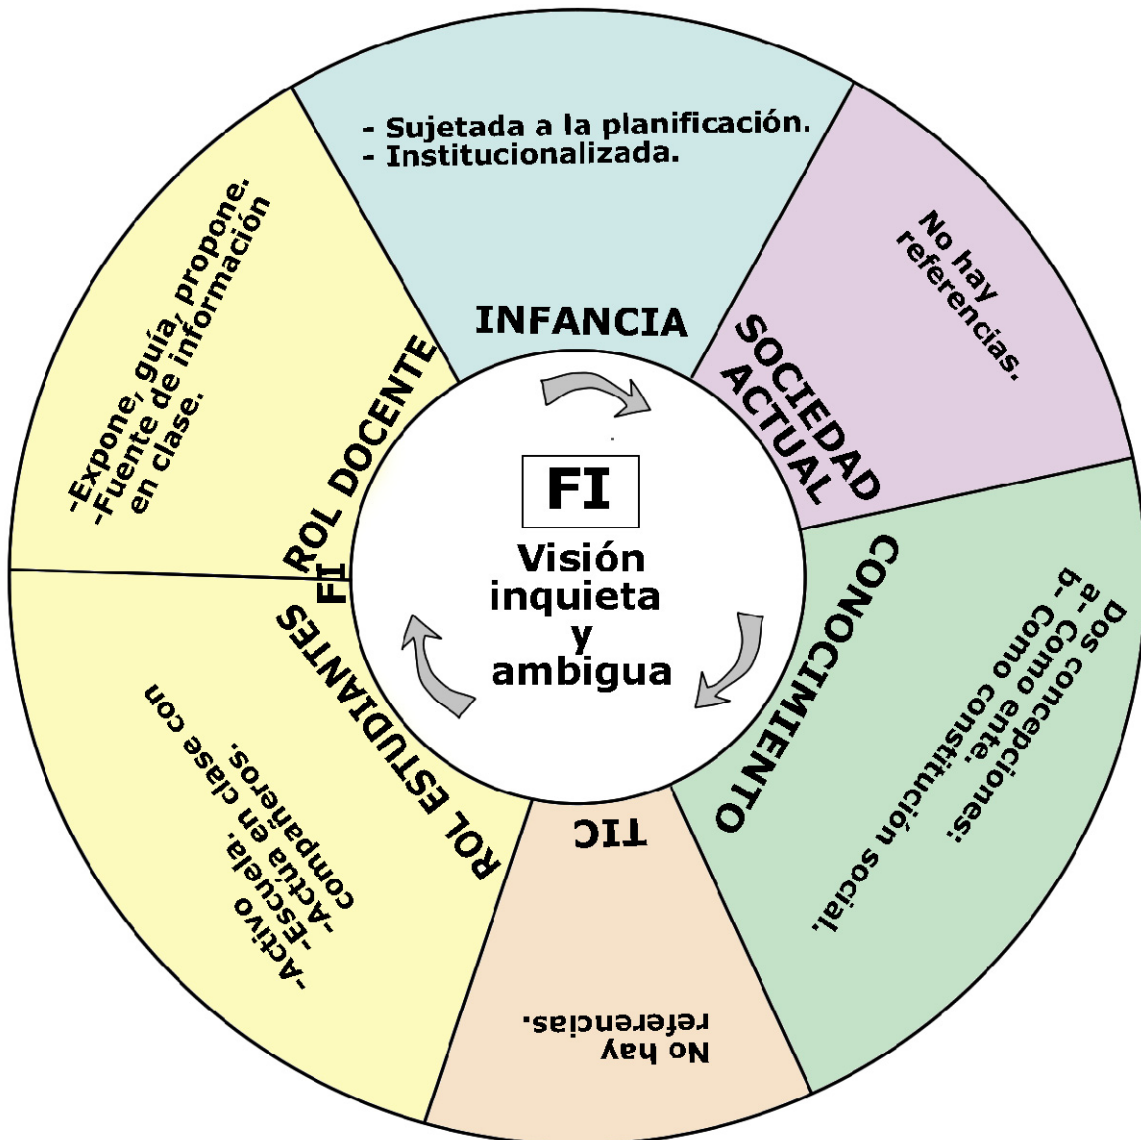 - Sujetada a la planificación.
- Institucionalizada.
INFANCIA
No hay
referencias.
SOCIEDAD
ACTUAL
CONOCIMIENTO
Dos concepciones:
a- Como ente.
b- Como constitución social.
TIC
No hay
referencias.
ROL ESTUDIANTES
-Activo
-Escuela.
-Actúa en clase con
compañeros.
FI
ROL DOCENTE
-Expone, guía, propone.
-Fuente de información
en clase.
FI
Visión
inquieta
y
ambigua